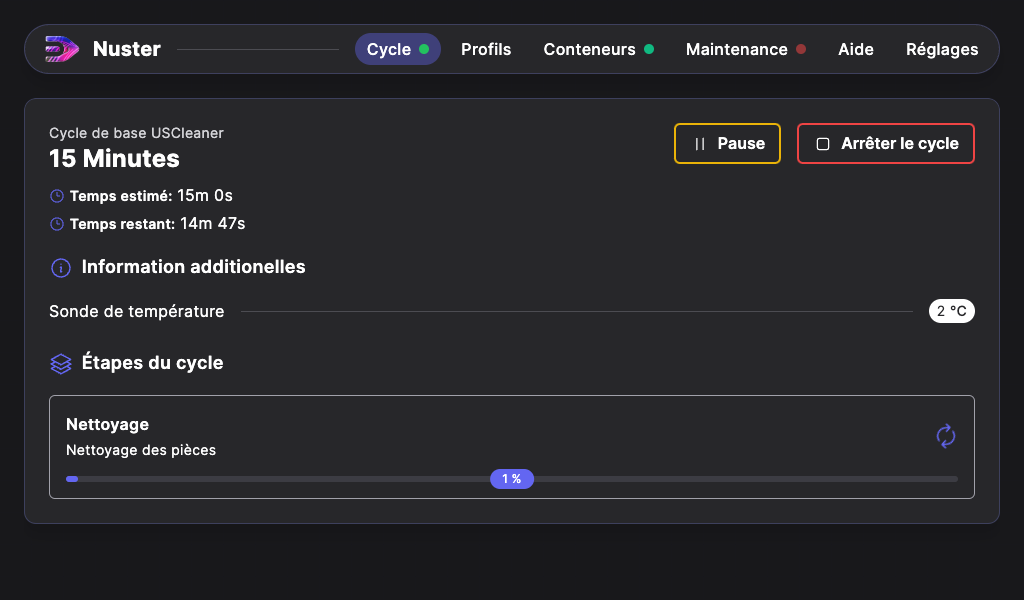 Nuster
Cycle
Profils
Conteneurs
Maintenance
Aide
Réglages
Cycle de base USCleaner
15 Minutes
Pause
Arrêter le cycle
Temps estimé: 15m 0s
Temps restant: 14m 47s
Information additionelles
Sonde de température
2 °C
Étapes du cycle
Nettoyage
Nettoyage des pièces
1 %